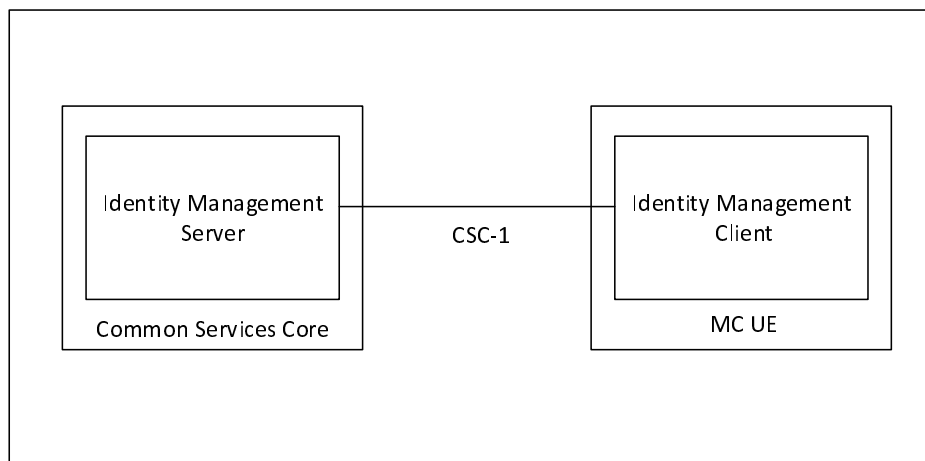 Identity Management
Server
Common Services Core
CSC-1
Identity Management
Client
MC UE